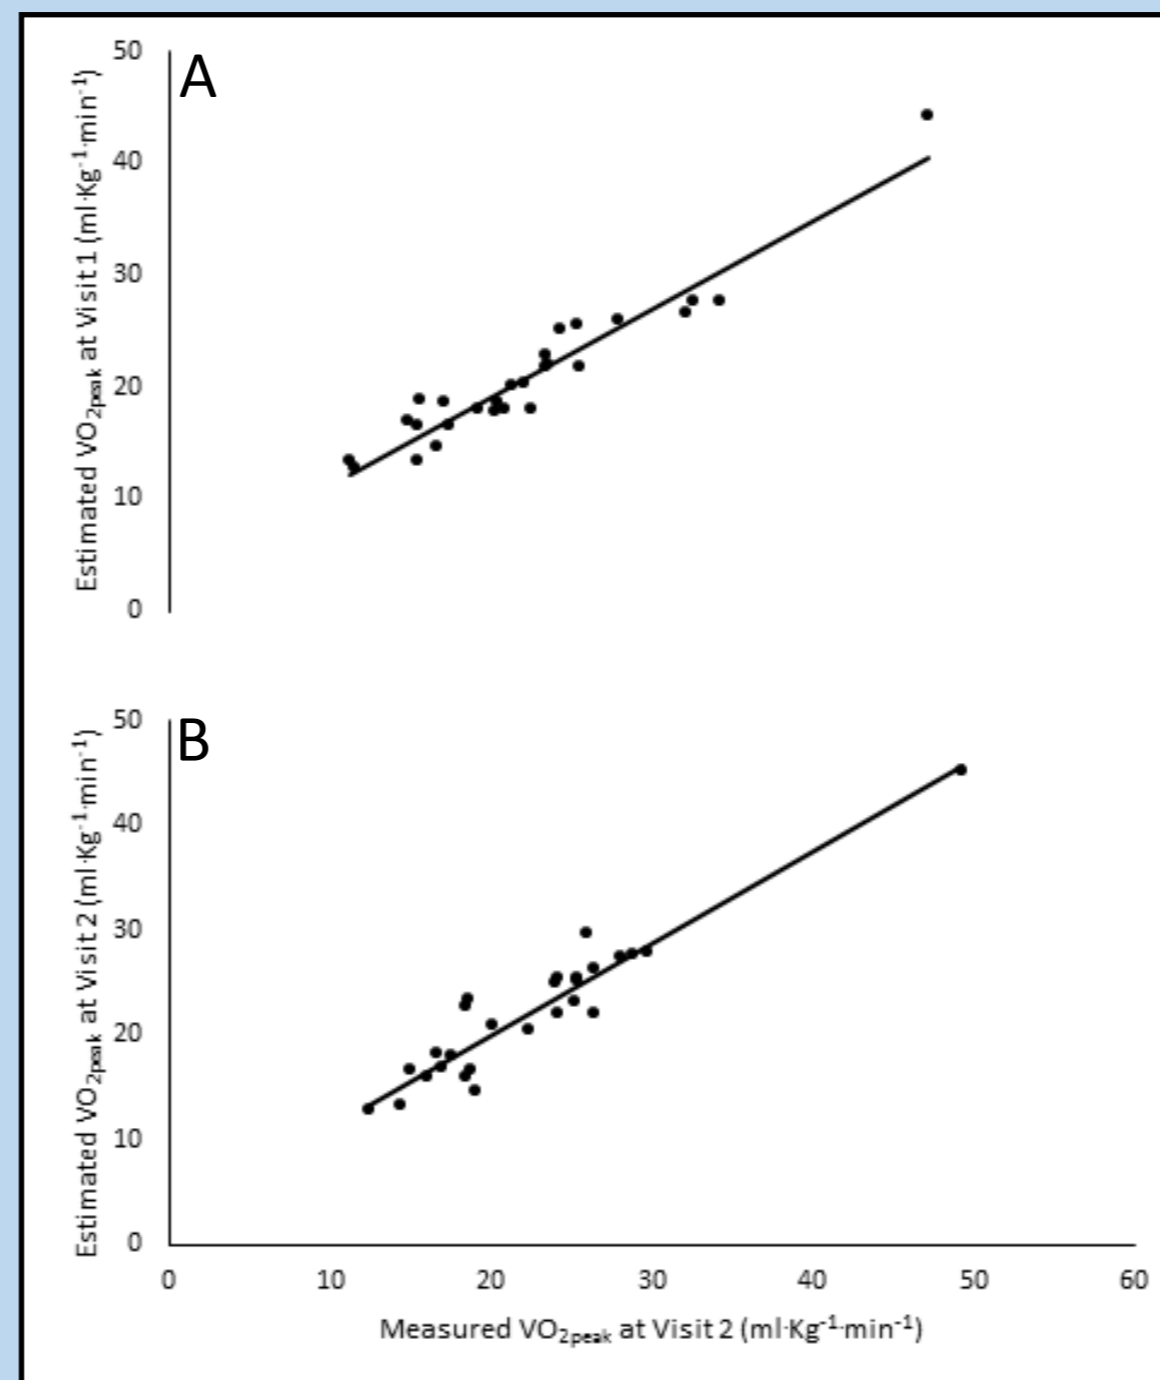 A
50
40
30
20
10
0
Estimated VO2peak at Visit 1 (ml·Kg-1·min-1)
B
50
40
30
20
10
0
Estimated VO2peak at Visit 2 (ml·Kg-1·min-1)
0 10 20 30 40 50 60
Measured VO2peak at Visit 2 (ml·Kg-1·min-1)